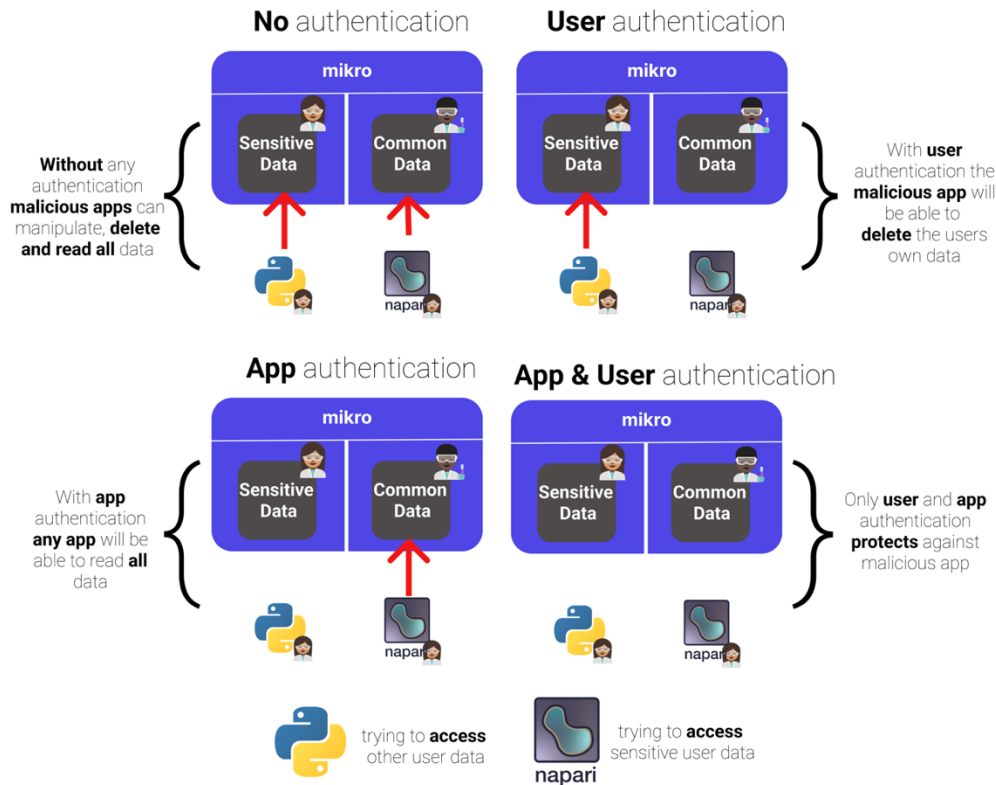 No authentication
User authentication
mikro
mikro
Sensitive
Data
Common
Data
Sensitive
Data
Common
Data
Without any
authentication
malicious apps can
manipulate, delete
and read all data
With user
authentication the
malicious app will
be able to
delete the users
own data
napari
napari
App authentication
App & User authentication
mikro
mikro
Sensitive
Data
Common
Data
Sensitive
Data
Common
Data
With app
authentication
any app will be
able to read all
data
Only user and app
authentication
protects against
malicious app
napari
napari
trying to access
other user data
napari
trying to access
sensitive user data